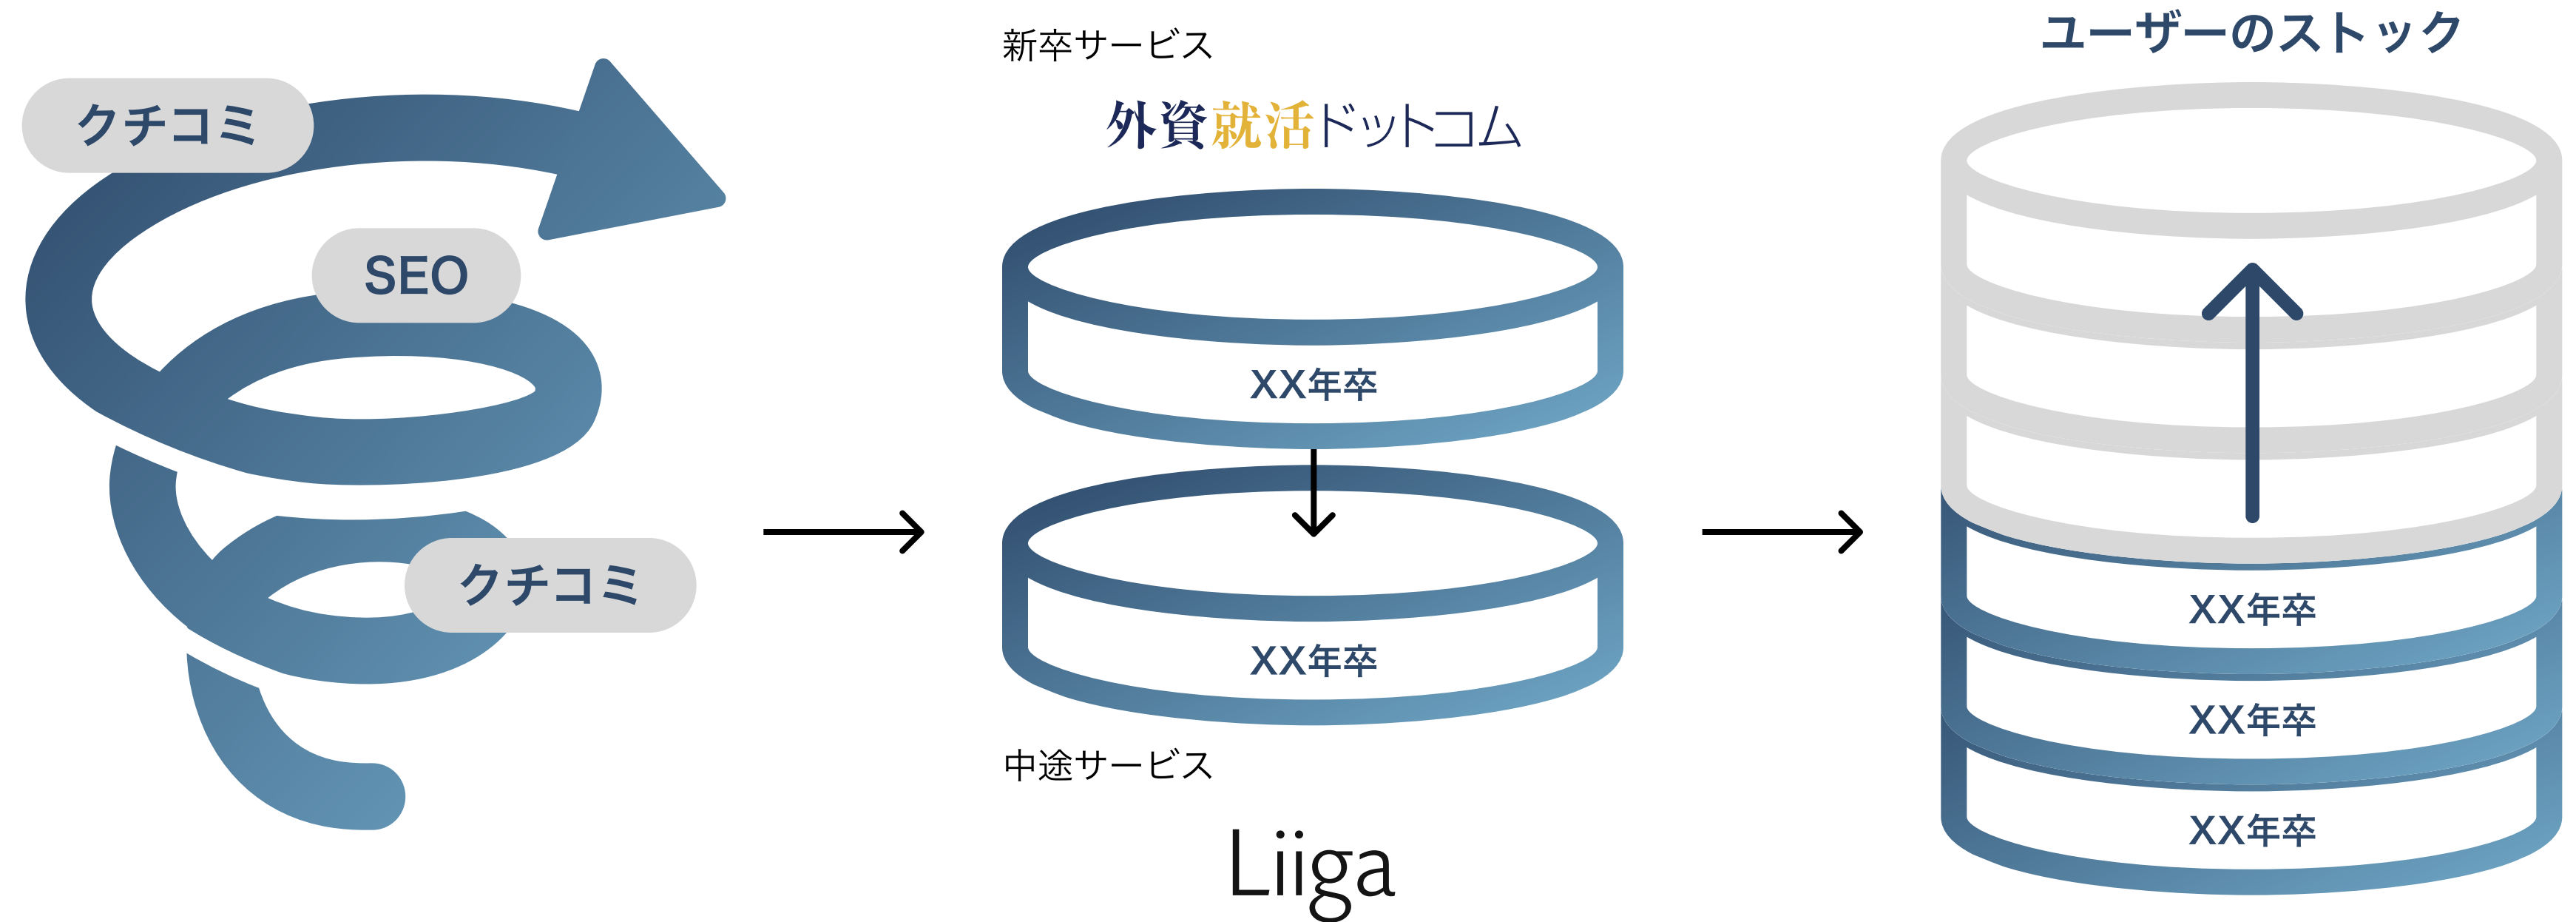 クチコミ
SEO
クチコミ
新卒サービス
外資就活ドットコム
XX年卒
XX年卒
中途サービス
Liiga
ユーザーのストック
XX年卒
XX年卒
XX年卒